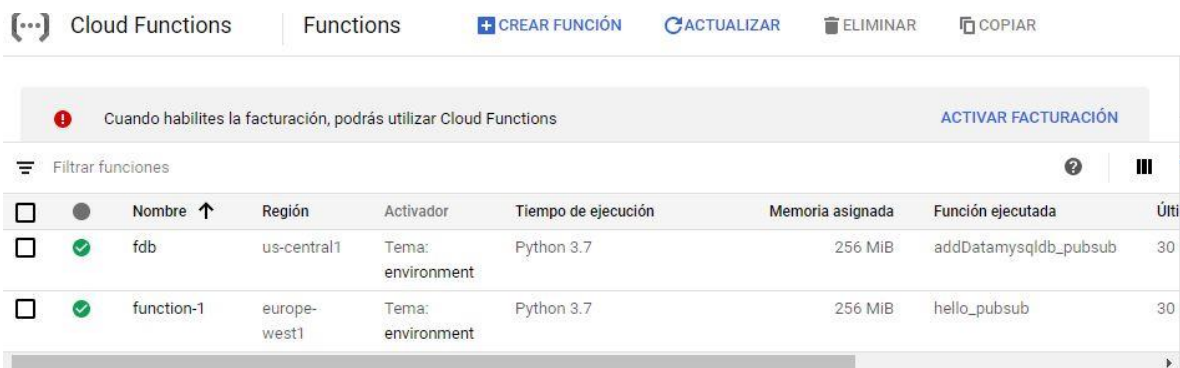 Cloud Functions Functions CREAR FUNCIÓN ACTUALIZAR ELIMINAR COPIAR
Cuando habilites la facturación, podrás utilizar Cloud Functions ACTIVAR FACTURACIÓN
Filtrar funciones
Nombre Región Activador Tiempo de ejecución Memoria asignada Función ejecutada Últi
fdb us-central1 Tema: Python 3.7 256 MiB addDatamysqldb_pubsub 30
environment
function-1 europe- Tema: Python 3.7 256 MiB hello_pubsub 30
west1 environment